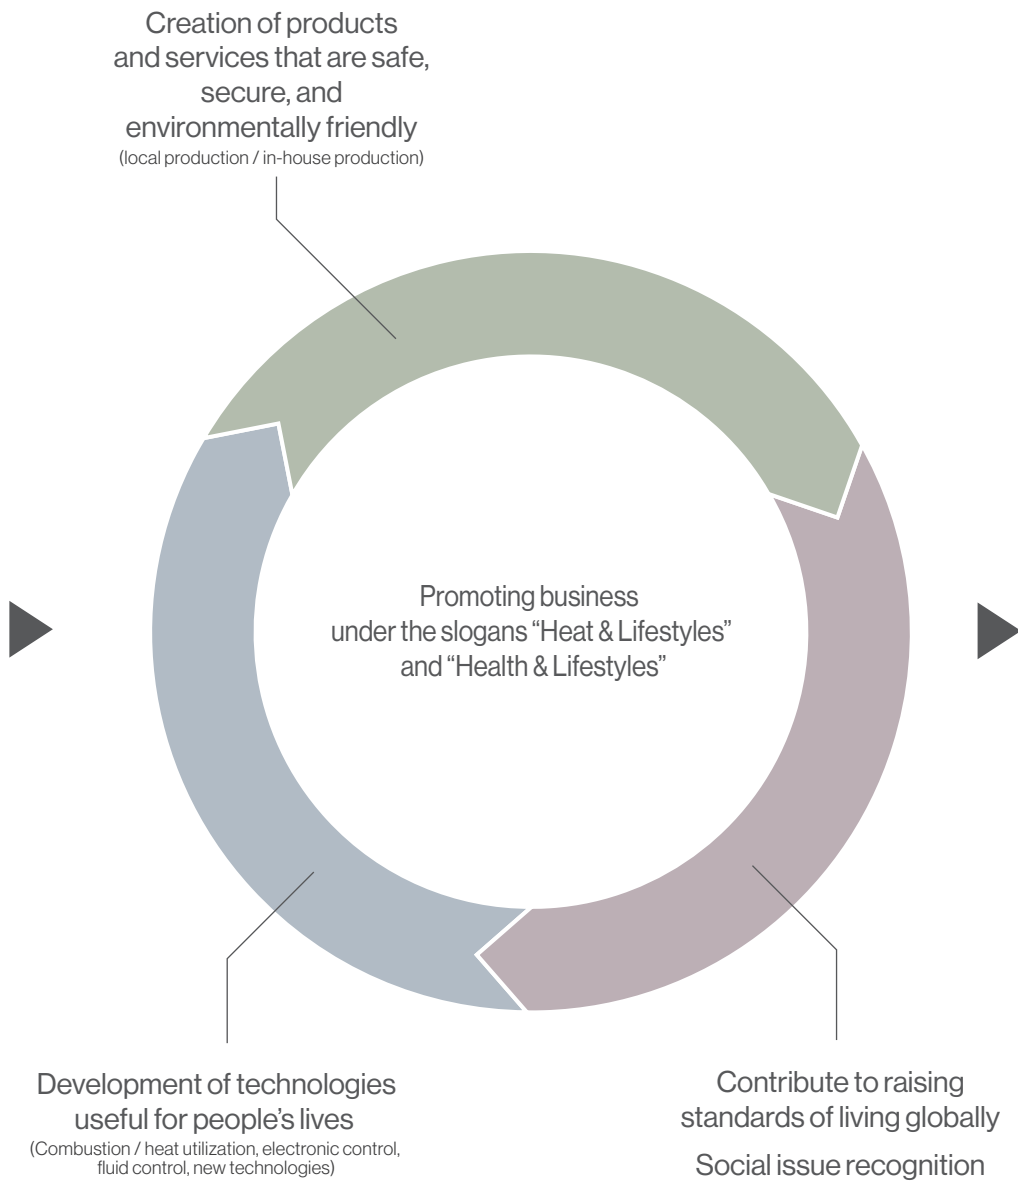 Creation of products
and services that are safe,
secure, and
environmentally friendly
(local production / in-house production)
Promoting business
under the slogans “Heat & Lifestyles”
and “Health & Lifestyles”
Development of technologies
useful for people’s lives
(Combustion / heat utilization, electronic control,
fluid control, new technologies)
Contribute to raising
standards of living globally
Social issue recognition